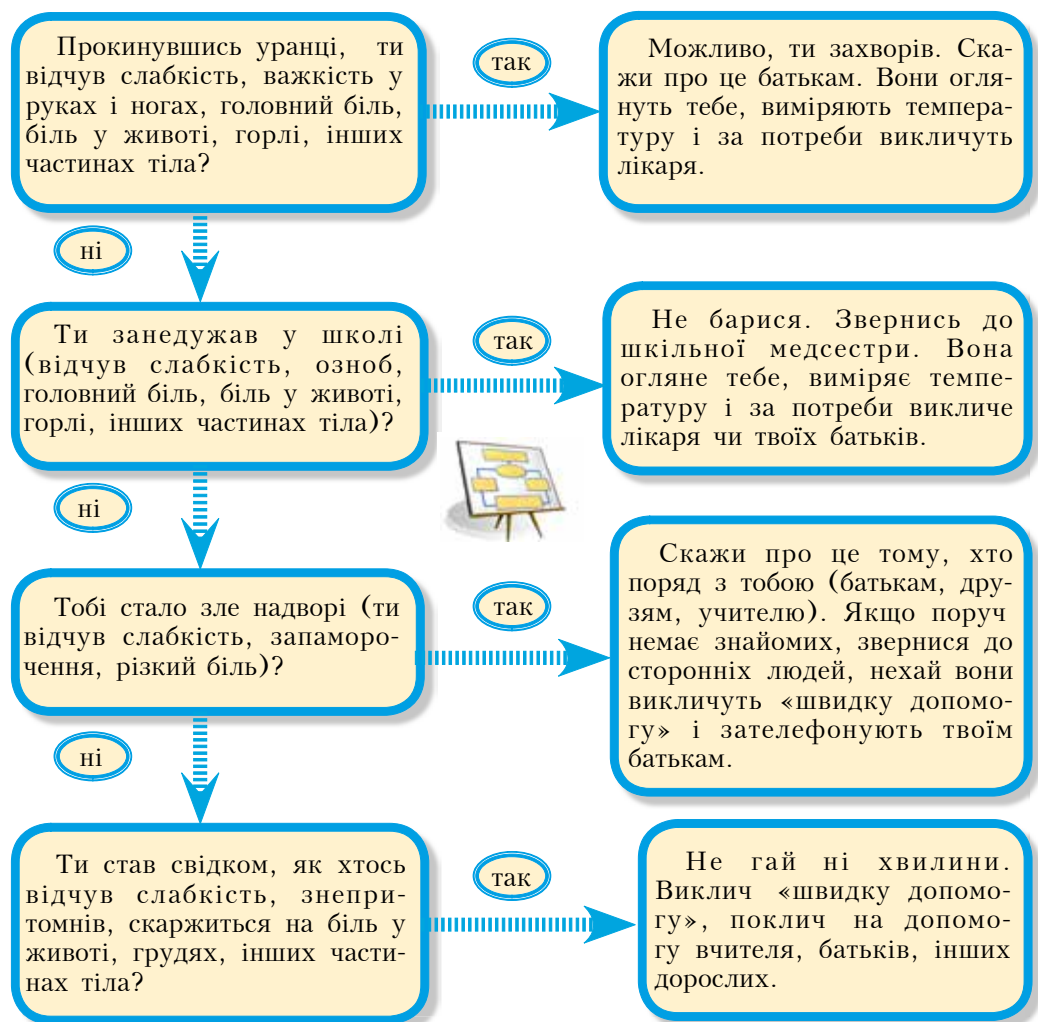 Прокинувшись уранці, ти
відчув слабкість, важкість у
руках і ногах, головний біль,
біль у животі, горлі, інших
частинах тіла?
так
Можливо, ти захворів. Ска-
жи про це батькам. Вони огля-
нуть тебе, виміряють темпера-
туру і за потреби викличуть
лікаря.
ні
Ти занедужав у школі
(відчув слабкість, озноб,
головний біль, біль у животі,
горлі, інших частинах тіла)?
так
Не барися. Звернись до
шкільної медсестри. Вона
огляне тебе, виміряє темпе-
ратуру і за потреби викличе
лікаря чи твоїх батьків.
ні
Тобі стало зле надворі (ти
відчув слабкість, запаморо-
чення, різкий біль)?
так
Скажи про це тому, хто
поряд з тобою (батькам, дру-
зям, учителю). Якщо поруч
немає знайомих, звернися до
сторонніх людей, нехай вони
викличуть «швидку допомо-
гу» і зателефонують твоїм
батькам.
ні
Ти став свідком, як хтось
відчув слабкість, знепри-
томнів, скаржиться на біль у
животі, грудях, інших части-
нах тіла?
так
Не гай ні хвилини.
Виклич «швидку допомо-
гу», поклич на допомо-
гу вчителя, батьків, інших
дорослих.